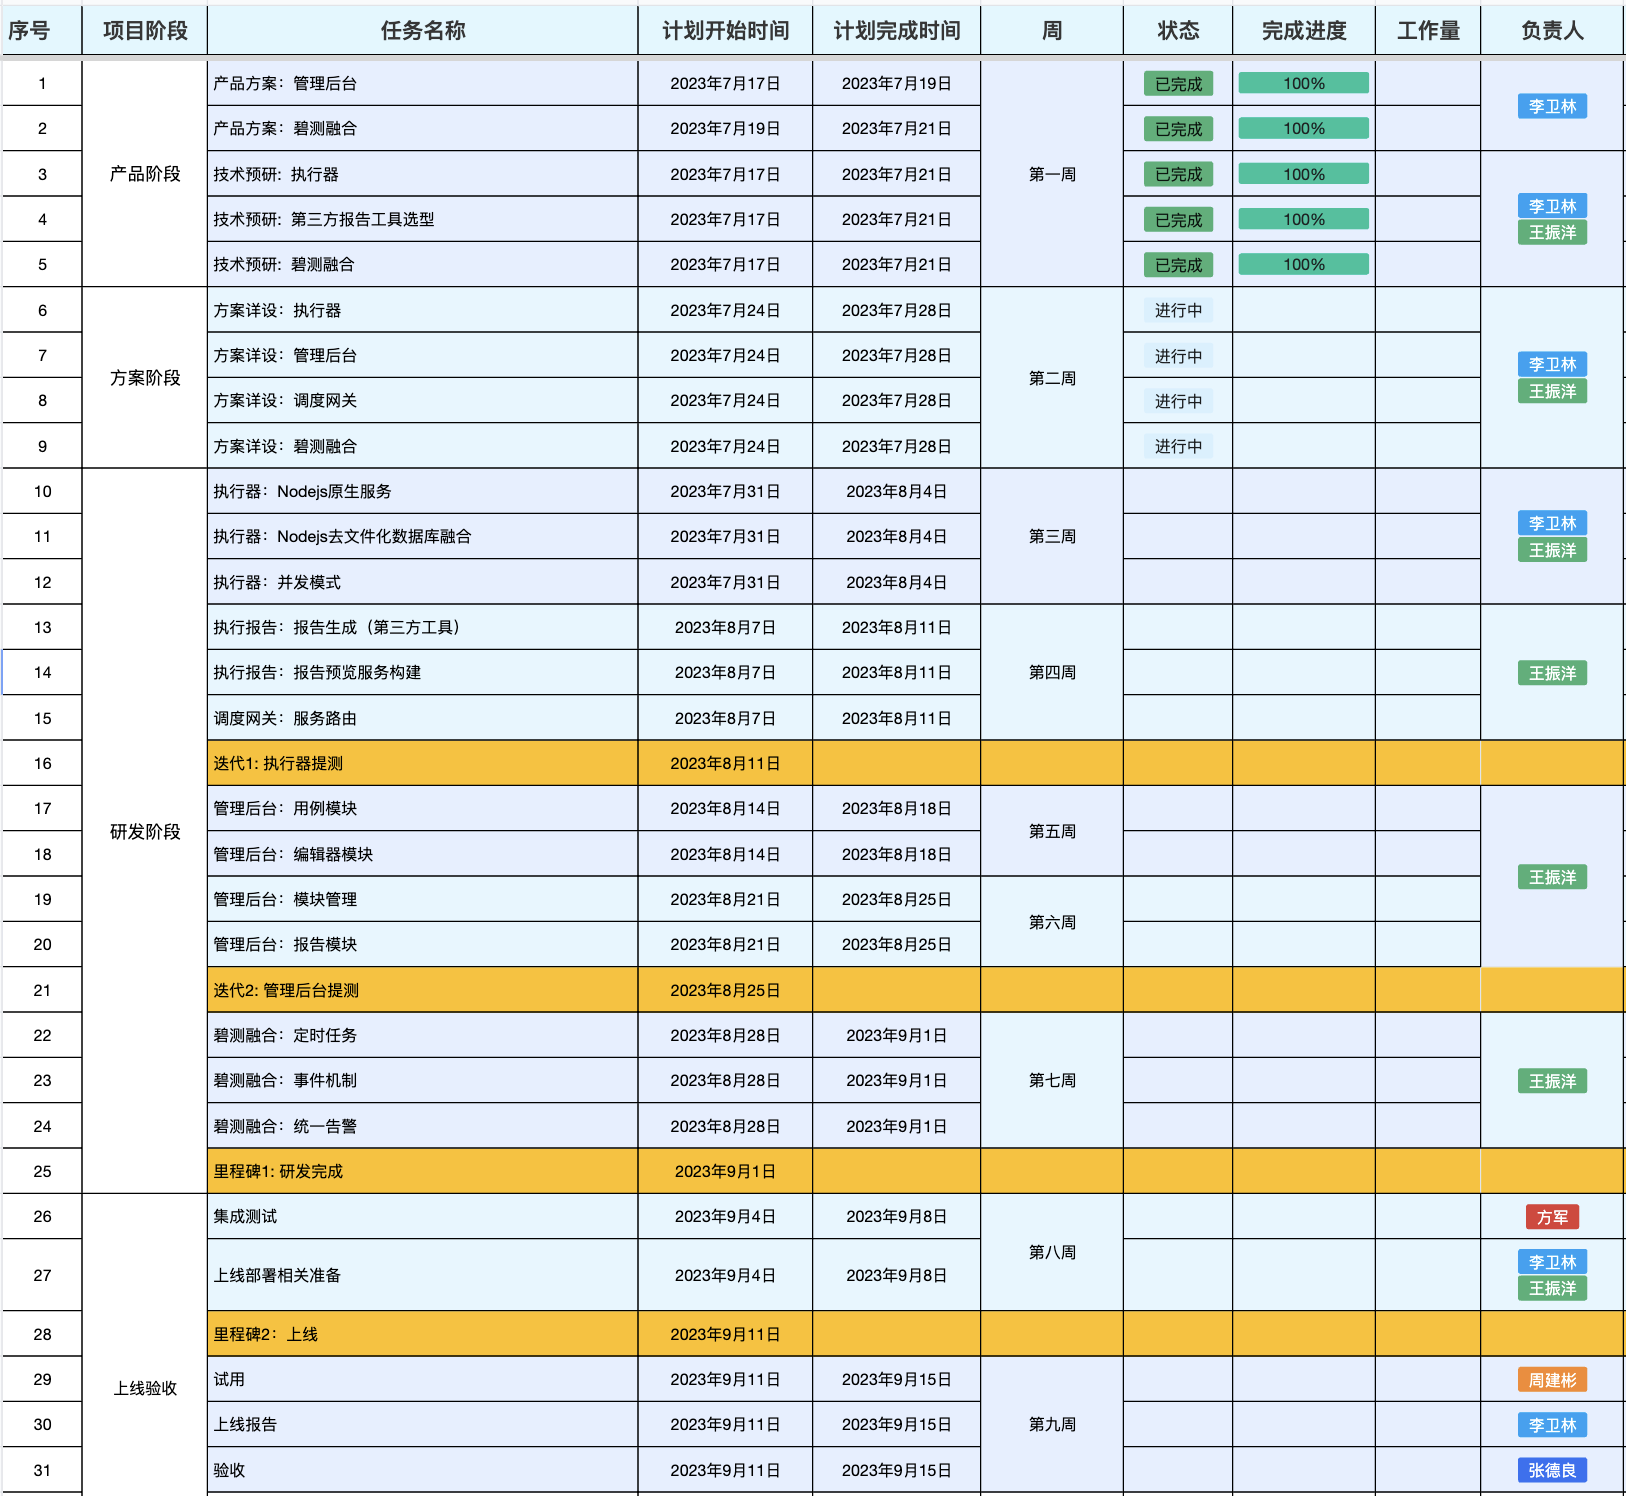 序号 项目阶段 任务名称 计划开始时间 计划完成时间 周 状态 完成进度 工作量 负责人
1 产品阶段 产品方案：管理后台 2023年7月17日 2023年7月19日 第一周 已完成 100% 李卫林
2 产品方案：碧测融合 2023年7月19日 2023年7月21日 已完成 100%
3 技术预研: 执行器 2023年7月17日 2023年7月21日 已完成 100% 李卫林 王振洋
4 技术预研: 第三方报告工具选型 2023年7月17日 2023年7月21日 已完成 100%
5 技术预研: 碧测融合 2023年7月17日 2023年7月21日 已完成 100%
6 方案阶段 方案详设：执行器 2023年7月24日 2023年7月28日 第二周 进行中 李卫林 王振洋
7 方案详设：管理后台 2023年7月24日 2023年7月28日 进行中
8 方案详设：调度网关 2023年7月24日 2023年7月28日 进行中
9 方案详设：碧测融合 2023年7月24日 2023年7月28日 进行中
10 研发阶段 执行器：Nodejs原生服务 2023年7月31日 2023年8月4日 第三周 李卫林 王振洋
11 执行器：Nodejs去文件化数据库融合 2023年7月31日 2023年8月4日
12 执行器：并发模式 2023年7月31日 2023年8月4日
13 执行报告：报告生成（第三方工具） 2023年8月7日 2023年8月11日 第四周 王振洋
14 执行报告：报告预览服务构建 2023年8月7日 2023年8月11日
15 调度网关：服务路由 2023年8月7日 2023年8月11日
16 迭代1: 执行器提测 2023年8月11日
17 管理后台：用例模块 2023年8月14日 2023年8月18日 第五周 王振洋
18 管理后台：编辑器模块 2023年8月14日 2023年8月18日
19 管理后台：模块管理 2023年8月21日 2023年8月25日 第六周
20 管理后台：报告模块 2023年8月21日 2023年8月25日
21 迭代2: 管理后台提测 2023年8月25日
22 碧测融合：定时任务 2023年8月28日 2023年9月1日 第七周 王振洋
23 碧测融合：事件机制 2023年8月28日 2023年9月1日
24 碧测融合：统一告警 2023年8月28日 2023年9月1日
25 里程碑1: 研发完成 2023年9月1日
26 上线验收 集成测试 2023年9月4日 2023年9月8日 第八周 方军
27 上线部署相关准备 2023年9月4日 2023年9月8日 李卫林 王振洋
28 里程碑2：上线 2023年9月11日
29 试用 2023年9月11日 2023年9月15日 第九周 周建彬
30 上线报告 2023年9月11日 2023年9月15日 李卫林
31 验收 2023年9月11日 2023年9月15日 张德良